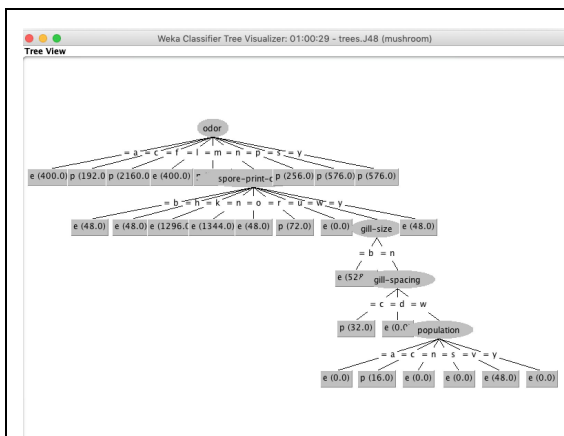 Weka Classifier Tree Visualizer: 01:00:29 - trees.J48 (mushroom)
Tree View
odor
= a = c = f = l = m = n = p = s = y
e (400.0) p (192.0 p (2160.0 e (400.0) spore-print-c p (256.0 p (576.0) p (576.0)
= b = h = k = n = o = r = u = w = y
e (48.0) e (48.0) e (1296.0 e (1344.0) e (48.0) p (72.0) e (0.0) gill-size e (48.0)
= b = n
e (528 gill-spacing
= c = d = w
p (32.0) e (0.0 population
= a = c = n = s = v = y
e (0.0) p (16.0) e (0.0) e (0.0) e (48.0) e (0.0)